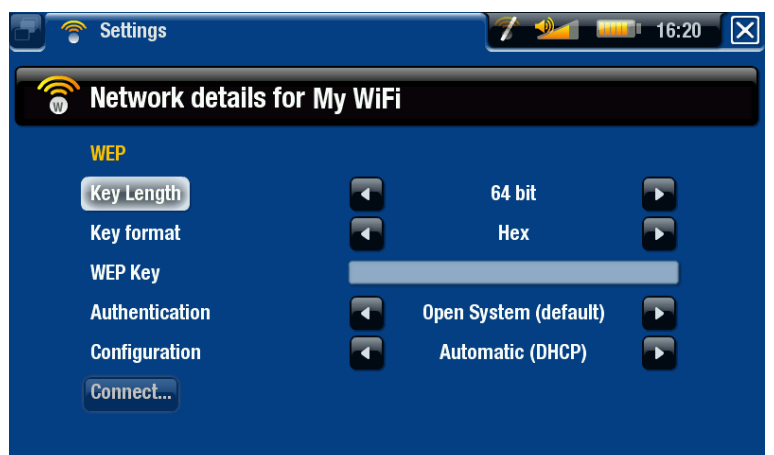 Settings 16:20
Network details for My WiFi
W
WEP
Key Length 64 bit
Key format Hex
WEP Key
Authentication Open System (default)
Configuration Automatic (DHCP)
Connect...